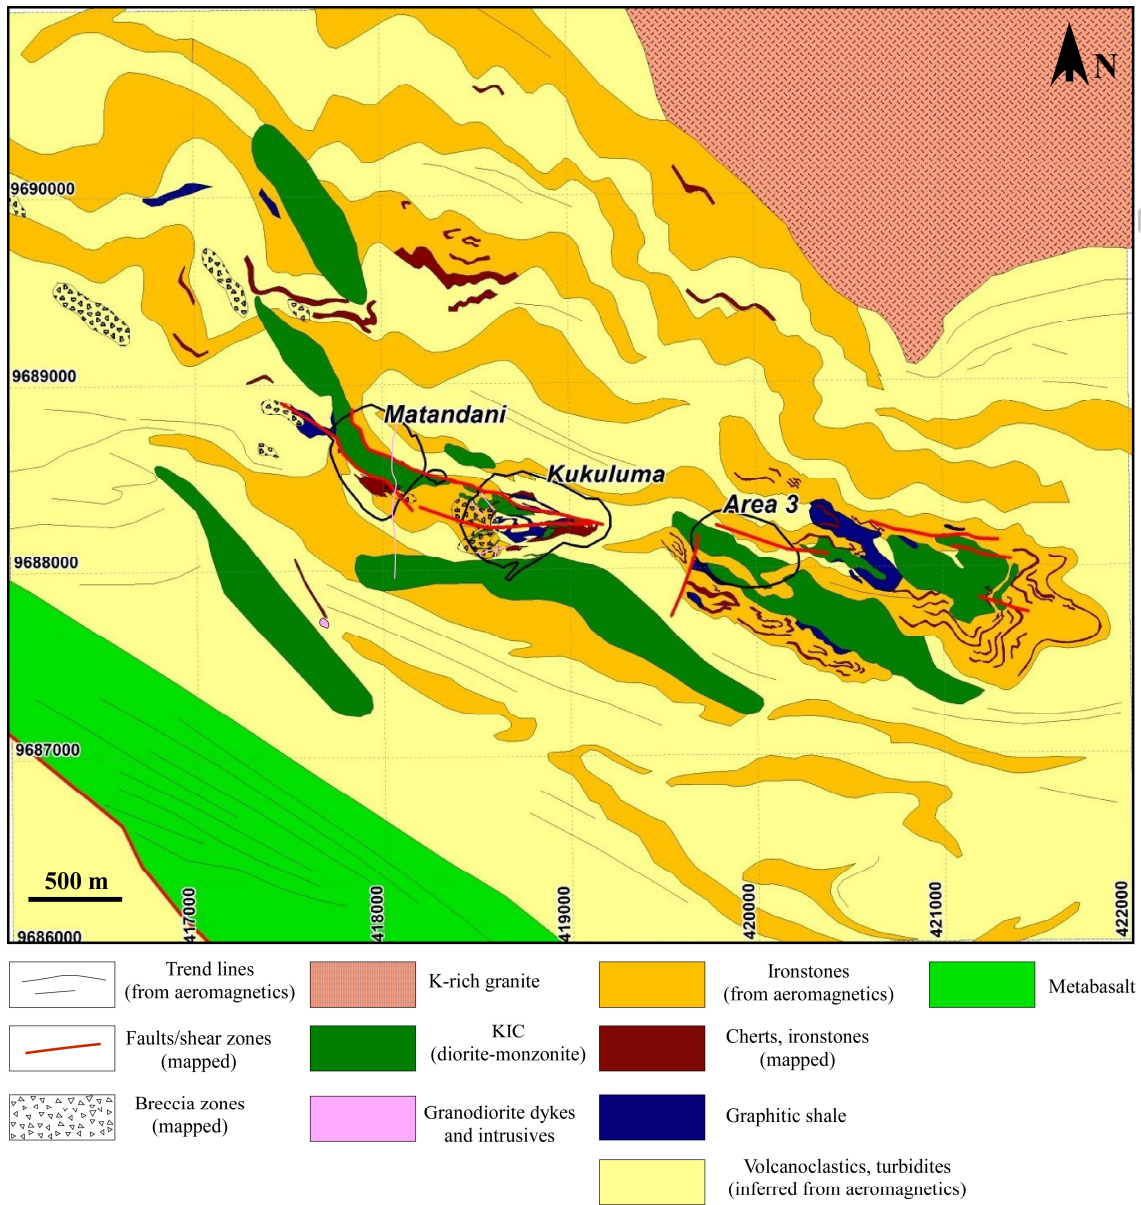 N
9690000
9689000
Matandani
Kukuluma
Area 3
9688000
9687000
500 m
9686000
417000
418000
419000
420000
421000
422000
Trend lines
(from aeromagnetics)
K-rich granite
Ironstones
(from aeromagnetics)
Metabasalt
Faults/shear zones
(mapped)
KIC
(diorite-monzonite)
Cherts, ironstones
(mapped)
Breccia zones
(mapped)
Granodiorite dykes
and intrusives
Graphitic shale
Volcanoclastics, turbidites
(inferred from aeromagnetics)